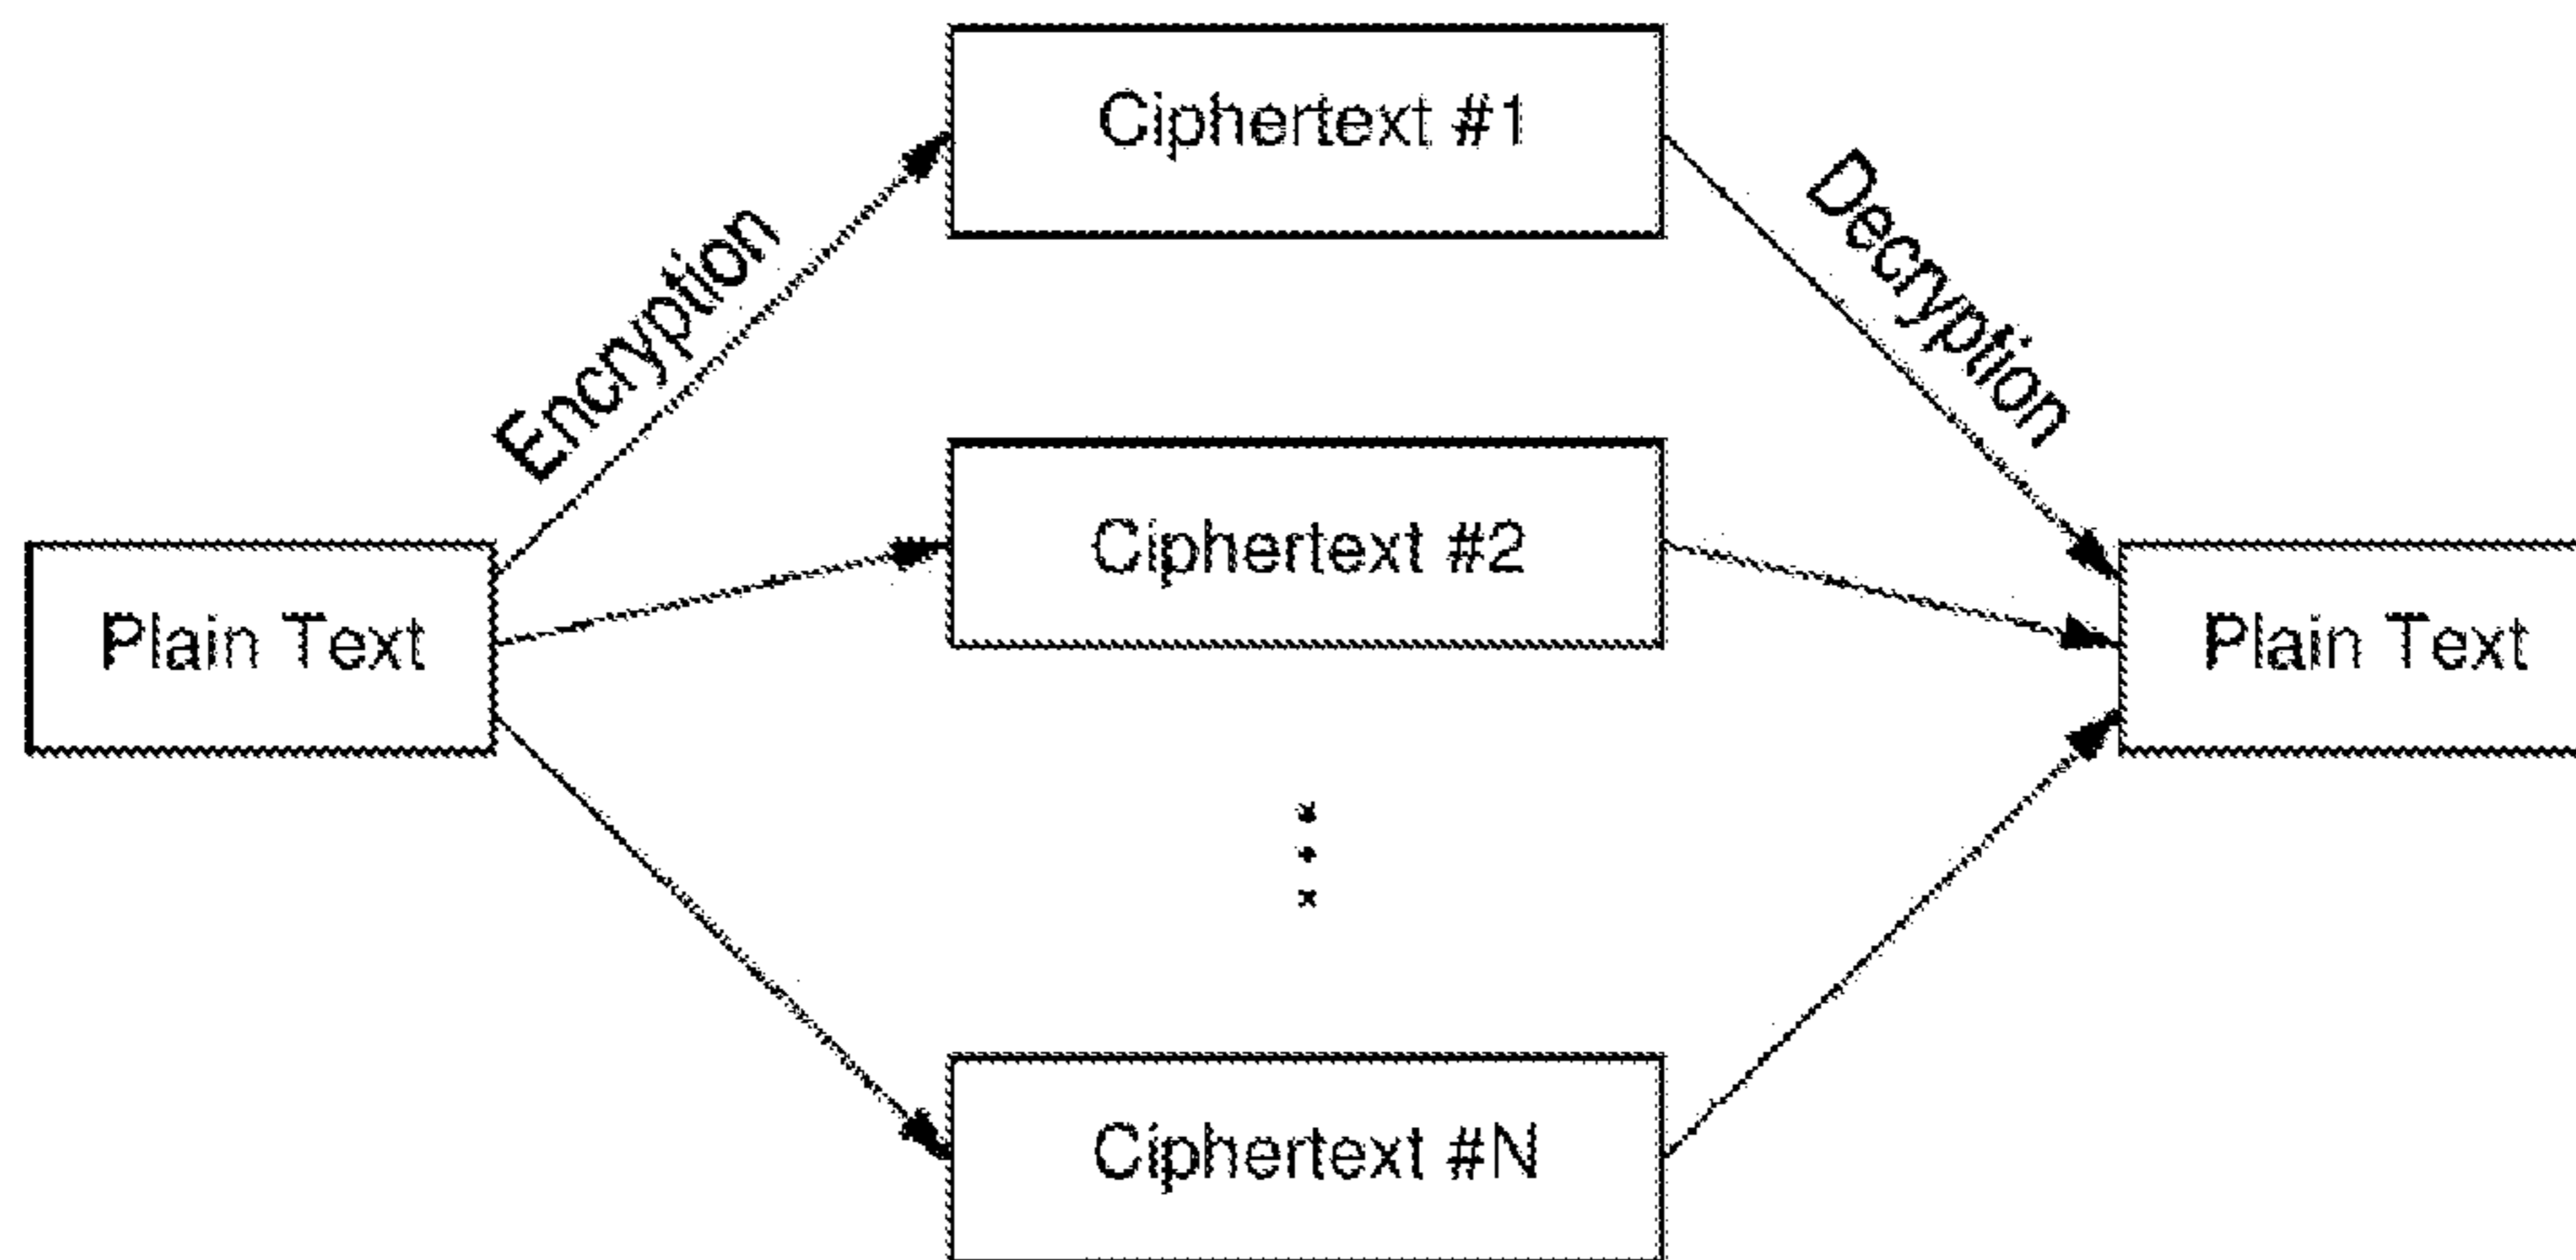 Ciphertext #1
Encryption
Decryption
Ciphertext #2
Plain Text
Plain Text
Ciphertext #N